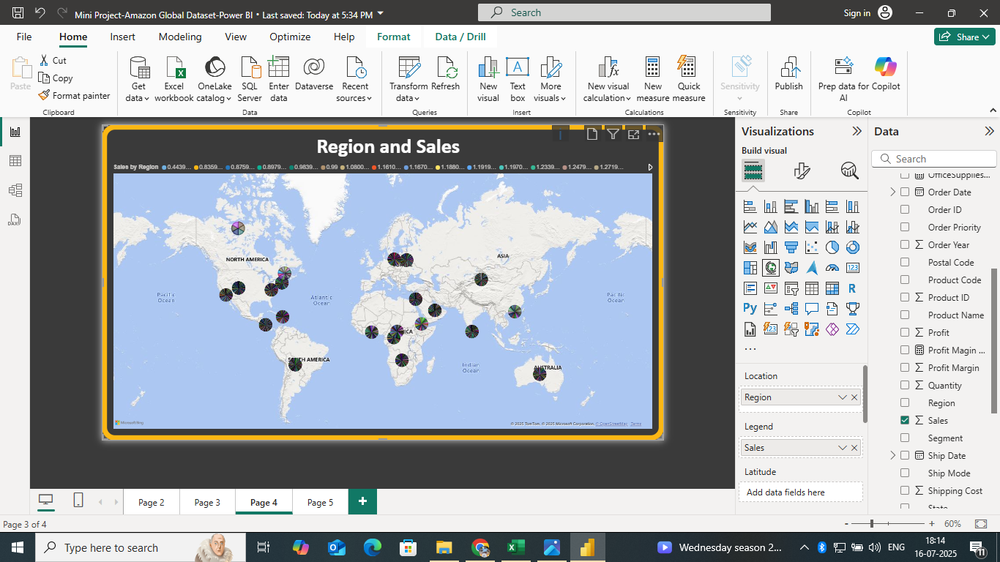 Mini Project-Amazon Global Dataset-Power BI • Last saved: Today at 5:34 PM
Search
Sign in
File
Home
Insert
Modeling
View
Optimize
Help
Format
Data / Drill
Share
Paste
Cut
Copy
Format painter
Clipboard
Get data
Excel workbook
OneLake catalog
SQL Server
Enter data
Dataverse
Recent sources
Data
Transform data
Refresh
Queries
New visual
Text box
More visuals
Insert
New visual calculation
New measure
Quick measure
Calculations
Sensitivity
Sensitivity
Publish
Share
Prep data for AI
Copilot
Copilot
Region and Sales
Sales by Region 0.4439... 0.8359... 0.8759... 0.8979... 0.9839... 0.99 1.0800... 1.1610... 1.1670... 1.1880... 1.1919... 1.1970... 1.2339... 1.2479... 1.2719...
NORTH AMERICA
ASIA
Pacific Ocean
Atlantic Ocean
Pacific Ocean
SOUTH AMERICA
Indian Ocean
AUSTRALIA
Microsoft Bing
© 2025 TomTom, © 2025 Microsoft Corporation, © OpenStreetMap Terms
Visualizations
Build visual
R
Py
123
Location
Region
Legend
Sales
Latitude
Add data fields here
Data
Search
OfficeSupplies...
Order Date
Order ID
Order Priority
Order Year
Postal Code
Product Code
Product ID
Product Name
Profit
Profit Magin ...
Profit Margin
Quantity
Region
Sales
Segment
Ship Date
Ship Mode
Shipping Cost
State
Page 2
Page 3
Page 4
Page 5
Page 3 of 4
60%
Type here to search
Wednesday season 2...
ENG
18:14
16-07-2025
11